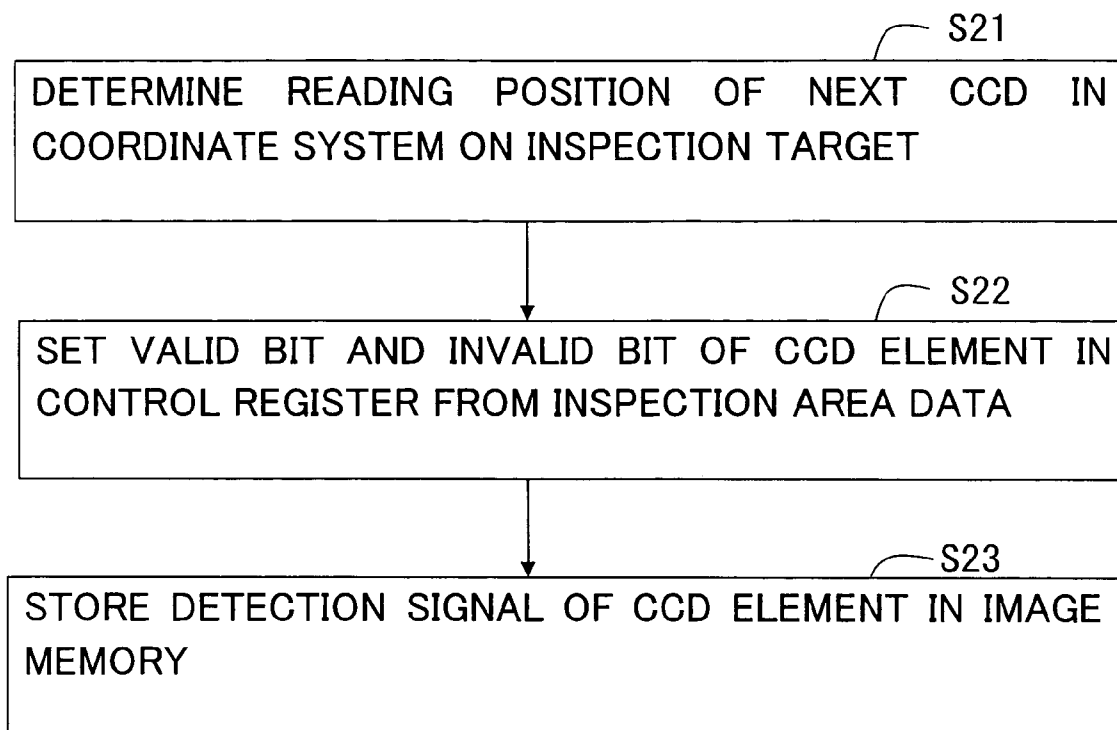 S21
DETERMINE READING POSITION OF NEXT CCD IN
COORDINATE SYSTEM ON INSPECTION TARGET
S22
SET VALID BIT AND INVALID BIT OF CCD ELEMENT IN
CONTROL REGISTER FROM INSPECTION AREA DATA
S23
STORE DETECTION SIGNAL OF CCD ELEMENT IN IMAGE
MEMORY